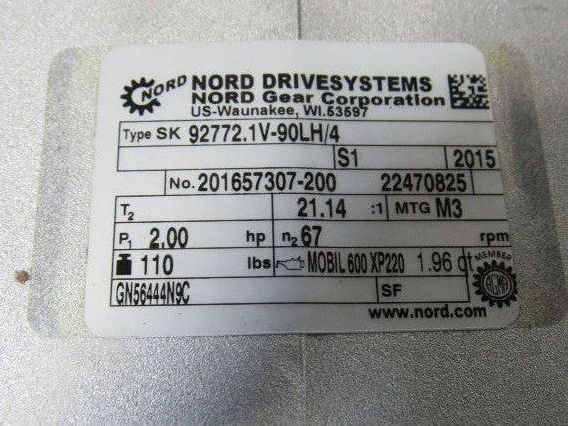 NORD NORD DRIVESYSTEMS
NORD Gear Corporation
US-Waunakee, WI.53597
Type SK 92772.1V-90LH/4
S1 2015
No. 201657307-200 22470825
T2 21.14 :1 MTG M3
P1 2.00 hp n2 67 rpm
110 lbs MOBIL 600 XP220 1.96 qt
MEMBER
GN56444N9C SF
www.nord.com